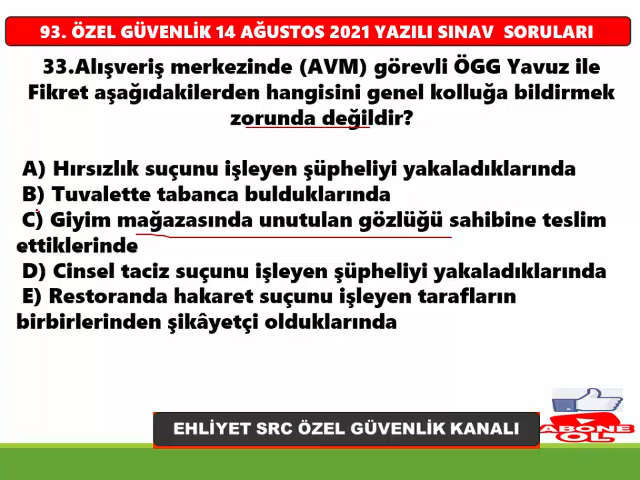 93. ÖZEL GÜVENLİK 14 AĞUSTOS 2021 YAZILI SINAV SORULARI
33.Alışveriş merkezinde (AVM) görevli ÖGG Yavuz ile
Fikret aşağıdakilerden hangisini genel kolluğa bildirmek
zorunda değildir?
A) Hırsızlık suçunu işleyen şüpheliyi yakaladıklarında
B) Tuvalette tabanca bulduklarında
C) Giyim mağazasında unutulan gözlüğü sahibine teslim
ettiklerinde
D) Cinsel taciz suçunu işleyen şüpheliyi yakaladıklarında
E) Restoranda hakaret suçunu işleyen tarafların
birbirlerinden şikâyetçi olduklarında
EHLİYET SRC ÖZEL GÜVENLİK KANALI
ABONE
OL